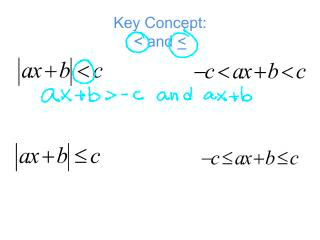 Key Concept:
< and ≤
|ax+b|<c −c<ax+b<c
ax+b>-c and ax+b
|ax+b|≤c −c≤ax+b≤c